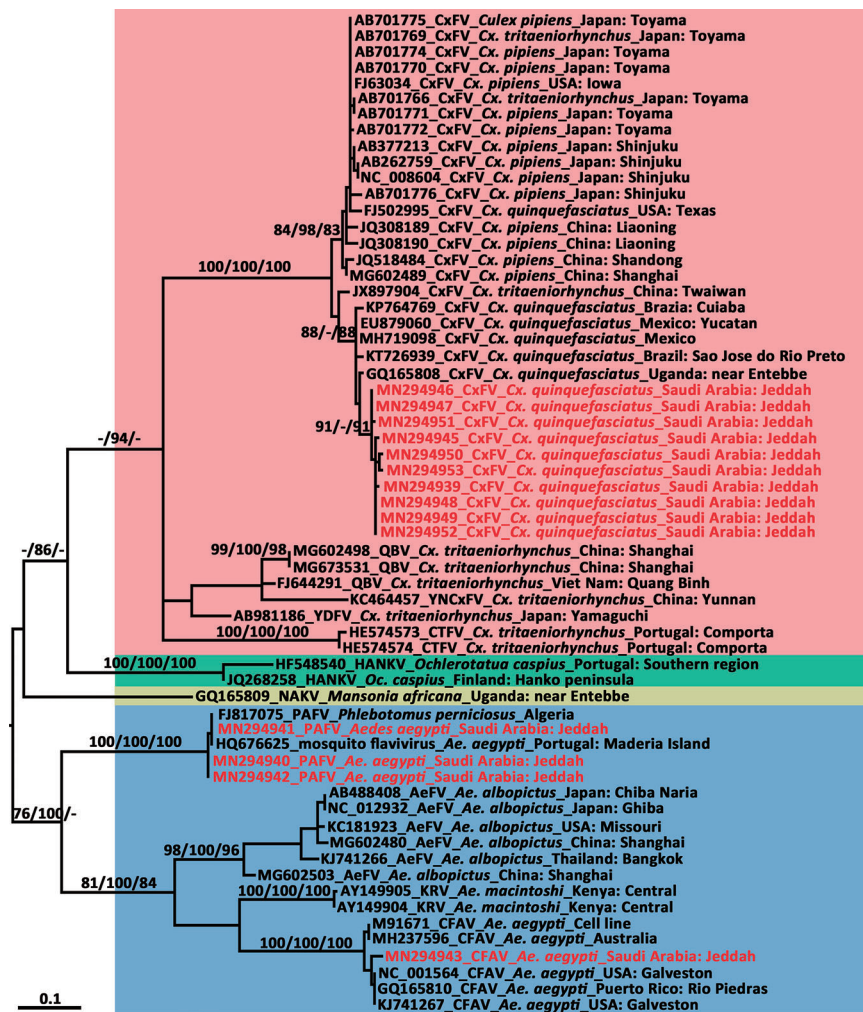 AB701775_CxFV_Culex pipiens_Japan: Toyama
AB701769_CxFV_Cx. tritaeniorhynchus_Japan: Toyama
AB701774_CxFV_Cx. pipiens_Japan: Toyama
AB701770_CxFV_Cx. pipiens_Japan: Toyama
FJ63034_CxFV_Cx. pipiens_USA: Iowa
AB701766_CxFV_Cx. tritaeniorhynchus_Japan: Toyama
AB701771_CxFV_Cx. pipiens_Japan: Toyama
AB701772_CxFV_Cx. pipiens_Japan: Toyama
AB377213_CxFV_Cx. pipiens_Japan: Shinjuku
AB262759_CxFV_Cx. pipiens_Japan: Shinjuku
NC_008604_CxFV_Cx. pipiens_Japan: Shinjuku
AB701776_CxFV_Cx. pipiens_Japan: Shinjuku
FJ502995_CxFV_Cx. quinquefasciatus_USA: Texas
84/98/83
JQ308189_CxFV_Cx. pipiens_China: Liaoning
JQ308190_CxFV_Cx. pipiens_China: Liaoning
JQ518484_CxFV_Cx. pipiens_China: Shandong
100/100/100
MG602489_CxFV_Cx. pipiens_China: Shanghai
JX897904_CxFV_Cx. tritaeniorhynchus_China: Twaiwan
KP764769_CxFV_Cx. quinquefasciatus_Brazia: Cuiaba
EU879060_CxFV_Cx. quinquefasciatus_Mexico: Yucatan
88/-/88
MH719098_CxFV_Cx. quinquefasciatus_Mexico
KT726939_CxFV_Cx. quinquefasciatus_Brazil: Sao Jose do Rio Preto
GQ165808_CxFV_Cx. quinquefasciatus_Uganda: near Entebbe
MN294946_CxFV_Cx. quinquefasciatus_Saudi Arabia: Jeddah
MN294947_CxFV_Cx. quinquefasciatus_Saudi Arabia: Jeddah
MN294951_CxFV_Cx. quinquefasciatus_Saudi Arabia: Jeddah
91/-/91
MN294945_CxFV_Cx. quinquefasciatus_Saudi Arabia: Jeddah
-/94/-
MN294950_CxFV_Cx. quinquefasciatus_Saudi Arabia: Jeddah
MN294953_CxFV_Cx. quinquefasciatus_Saudi Arabia: Jeddah
MN294939_CxFV_Cx. quinquefasciatus_Saudi Arabia: Jeddah
MN294948_CxFV_Cx. quinquefasciatus_Saudi Arabia: Jeddah
MN294949_CxFV_Cx. quinquefasciatus_Saudi Arabia: Jeddah
MN294952_CxFV_Cx. quinquefasciatus_Saudi Arabia: Jeddah
-/86/-
99/100/98
MG602498_QBV_Cx. tritaeniorhynchus_China: Shanghai
MG673531_QBV_Cx. tritaeniorhynchus_China: Shanghai
FJ644291_QBV_Cx. tritaeniorhynchus_Viet Nam: Quang Binh
KC464457_YNCxFV_Cx. tritaeniorhynchus_China: Yunnan
AB981186_YDFV_Cx. tritaeniorhynchus_Japan: Yamaguchi
100/100/100
HE574573_CTFV_Cx. tritaeniorhynchus_Portugal: Comporta
HE574574_CTFV_Cx. tritaeniorhynchus_Portugal: Comporta
100/100/100
HF548540_HANKV_Ochlerotatua caspius_Portugal: Southern region
JQ268258_HANKV_Oc. caspius_Finland: Hanko peninsula
GQ165809_NAKV_Mansonia africana_Uganda: near Entebbe
FJ817075_PAFV_Phlebotomus perniciosus_Algeria
MN294941_PAFV_Aedes aegypti_Saudi Arabia: Jeddah
100/100/100
HQ676625_mosquito flavivirus_Ae. aegypti_Portugal: Maderia Island
MN294940_PAFV_Ae. aegypti_Saudi Arabia: Jeddah
MN294942_PAFV_Ae. aegypti_Saudi Arabia: Jeddah
AB488408_AeFV_Ae. albopictus_Japan: Chiba Naria
NC_012932_AeFV_Ae. albopictus_Japan: Ghiba
76/100/-
KC181923_AeFV_Ae. albopictus_USA: Missouri
MG602480_AeFV_Ae. albopictus_China: Shanghai
98/100/96
KJ741266_AeFV_Ae. albopictus_Thailand: Bangkok
MG602503_AeFV_Ae. albopictus_China: Shanghai
81/100/84
100/100/100
AY149905_KRV_Ae. macintoshi_Kenya: Central
AY149904_KRV_Ae. macintoshi_Kenya: Central
M91671_CFAV_Ae. aegypti_Cell line
100/100/100
MH237596_CFAV_Ae. aegypti_Australia
MN294943_CFAV_Ae. aegypti_Saudi Arabia: Jeddah
NC_001564_CFAV_Ae. aegypti_USA: Galveston
GQ165810_CFAV_Ae. aegypti_Puerto Rico: Rio Piedras
0.1
KJ741267_CFAV_Ae. aegypti_USA: Galveston